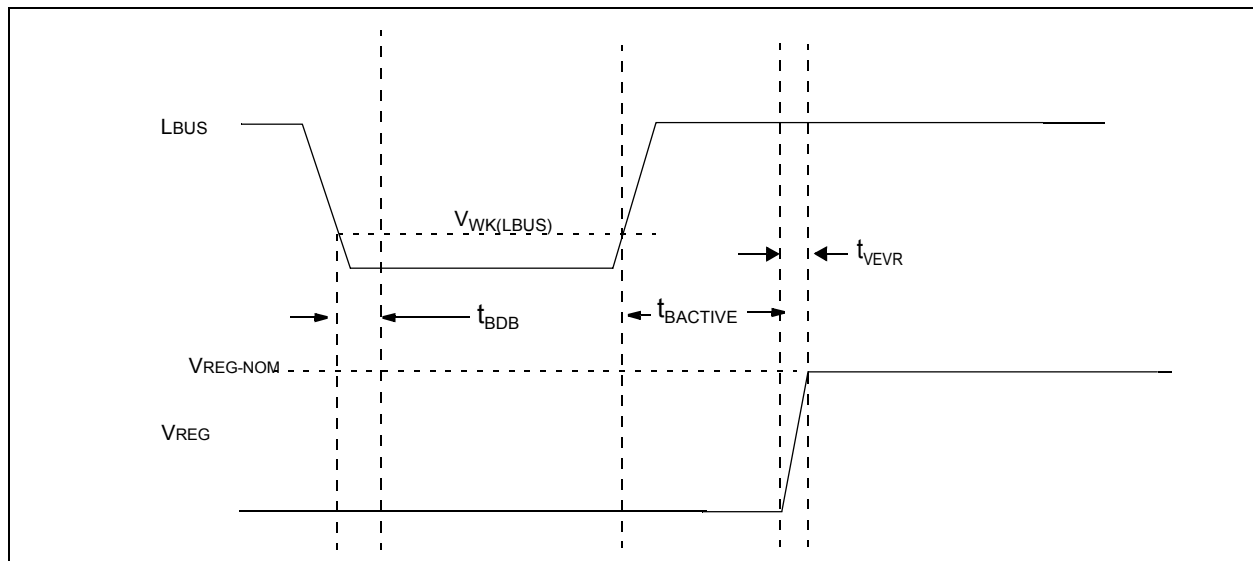 LBUS
VWK(LBUS)
tVEVR
tBDB
tBACTIVE
VREG-NOM
VREG